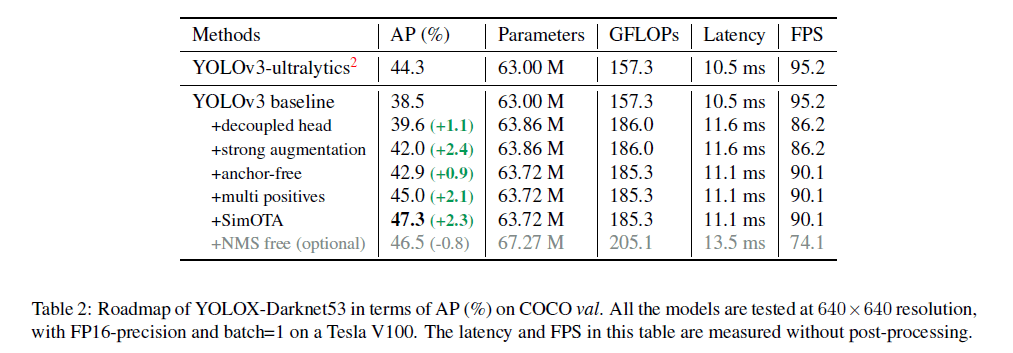 Methods AP (%) Parameters GFLOPs Latency FPS
YOLOv3-ultralytics2 44.3 63.00 M 157.3 10.5 ms 95.2
YOLOv3 baseline 38.5 63.00 M 157.3 10.5 ms 95.2
+decoupled head 39.6 (+1.1) 63.86 M 186.0 11.6 ms 86.2
+strong augmentation 42.0 (+2.4) 63.86 M 186.0 11.6 ms 86.2
+anchor-free 42.9 (+0.9) 63.72 M 185.3 11.1 ms 90.1
+multi positives 45.0 (+2.1) 63.72 M 185.3 11.1 ms 90.1
+SimOTA 47.3 (+2.3) 63.72 M 185.3 11.1 ms 90.1
+NMS free (optional) 46.5 (-0.8) 67.27 M 205.1 13.5 ms 74.1
Table 2: Roadmap of YOLOX-Darknet53 in terms of AP (%) on COCO val. All the models are tested at 640×640 resolution,
with FP16-precision and batch=1 on a Tesla V100. The latency and FPS in this table are measured without post-processing.